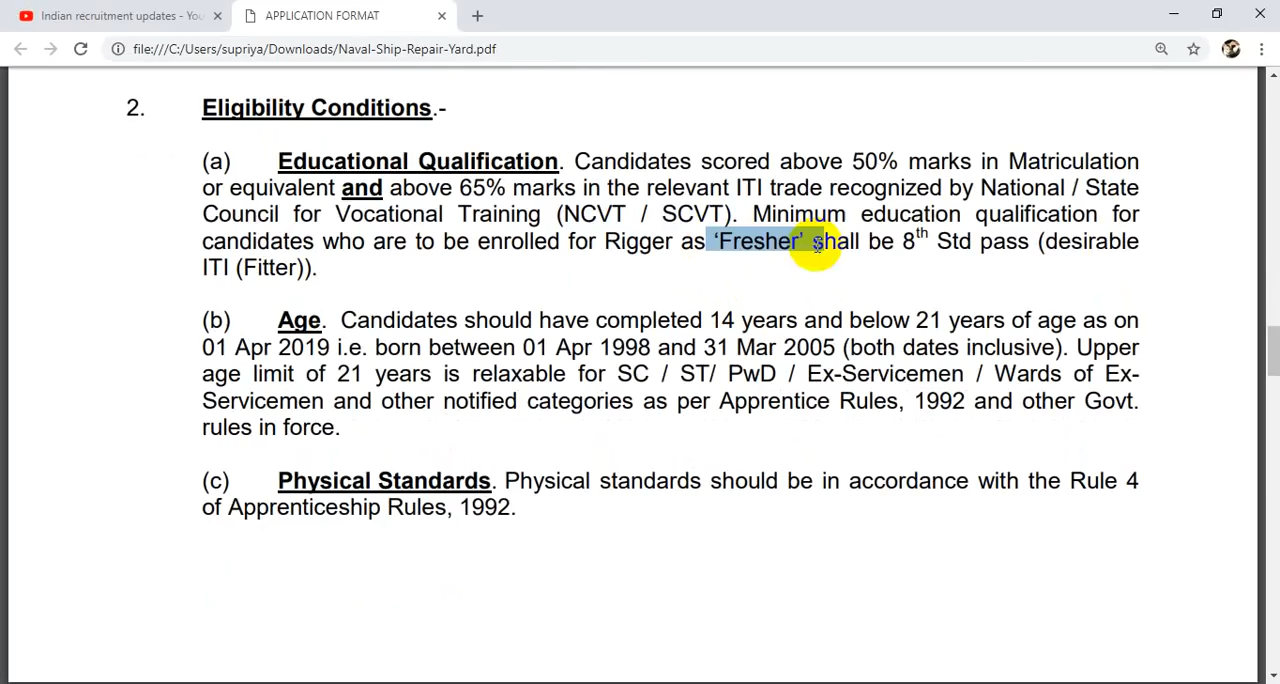 Indian recruitment updates - You
APPLICATION FORMAT
file:///C:/Users/supriya/Downloads/Naval-Ship-Repair-Yard.pdf
2. Eligibility Conditions.-
(a) Educational Qualification. Candidates scored above 50% marks in Matriculation
or equivalent and above 65% marks in the relevant ITI trade recognized by National / State
Council for Vocational Training (NCVT / SCVT). Minimum education qualification for
candidates who are to be enrolled for Rigger as ‘Fresher’ shall be 8th Std pass (desirable
ITI (Fitter)).
(b) Age. Candidates should have completed 14 years and below 21 years of age as on
01 Apr 2019 i.e. born between 01 Apr 1998 and 31 Mar 2005 (both dates inclusive). Upper
age limit of 21 years is relaxable for SC / ST/ PwD / Ex-Servicemen / Wards of Ex-
Servicemen and other notified categories as per Apprentice Rules, 1992 and other Govt.
rules in force.
(c) Physical Standards. Physical standards should be in accordance with the Rule 4
of Apprenticeship Rules, 1992.